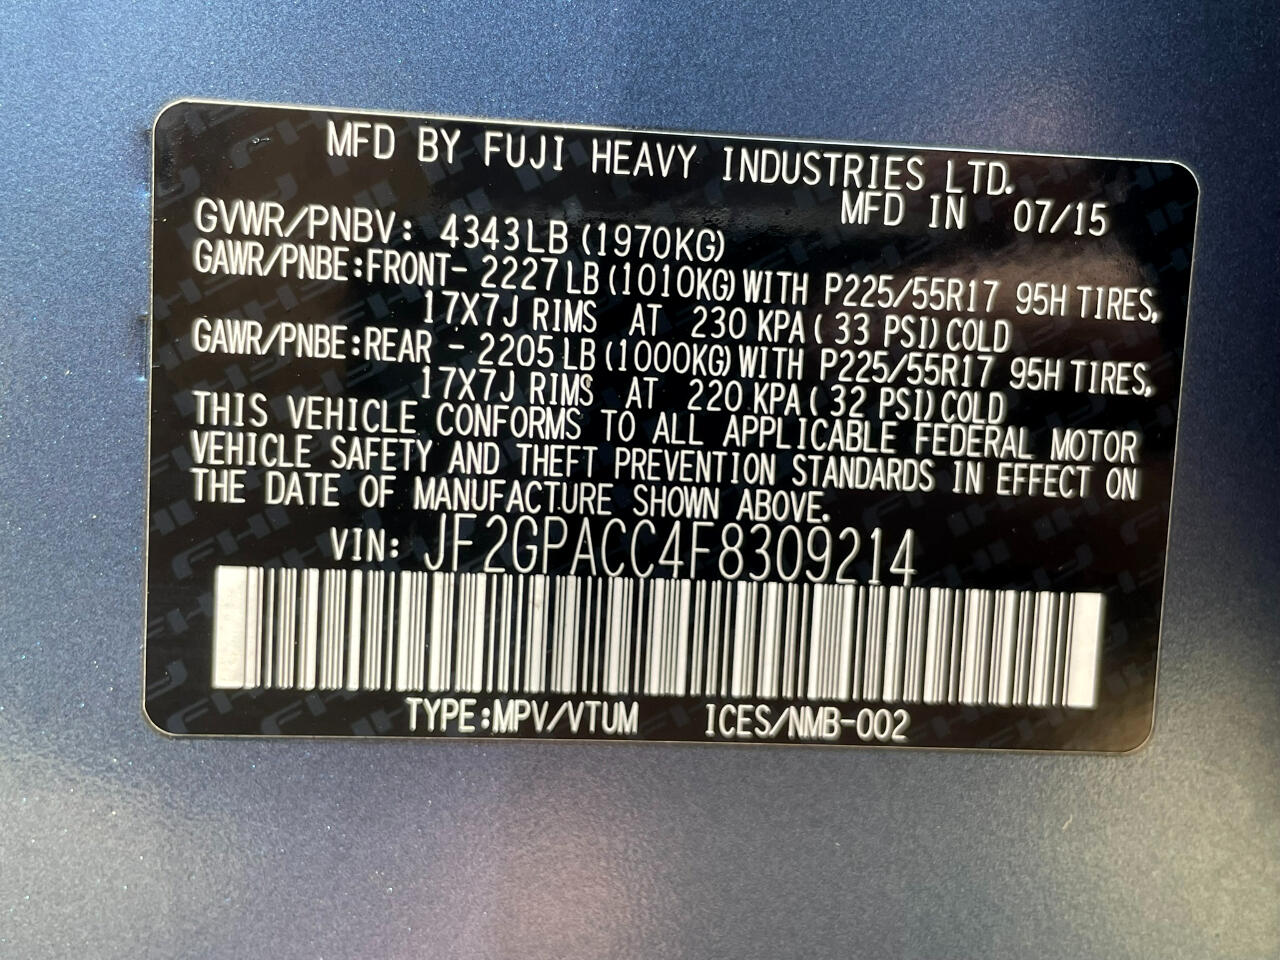 MFD BY FUJI HEAVY INDUSTRIES LTD.
MFD IN 07/15
GVWR/PNBV: 4343LB (1970KG)
GAWR/PNBE:FRONT- 2227LB (1010KG) WITH P225/55R17 95H TIRES,
17X7J RIMS AT 230 KPA ( 33 PSI) COLD
GAWR/PNBE:REAR - 2205LB (1000KG) WITH P225/55R17 95H TIRES,
17X7J RIMS AT 220 KPA ( 32 PSI) COLD
THIS VEHICLE CONFORMS TO ALL APPLICABLE FEDERAL MOTOR
VEHICLE SAFETY AND THEFT PREVENTION STANDARDS IN EFFECT ON
THE DATE OF MANUFACTURE SHOWN ABOVE.
VIN: JF2GPACC4F8309214
TYPE:MPV/VTUM ICES/NMB-002